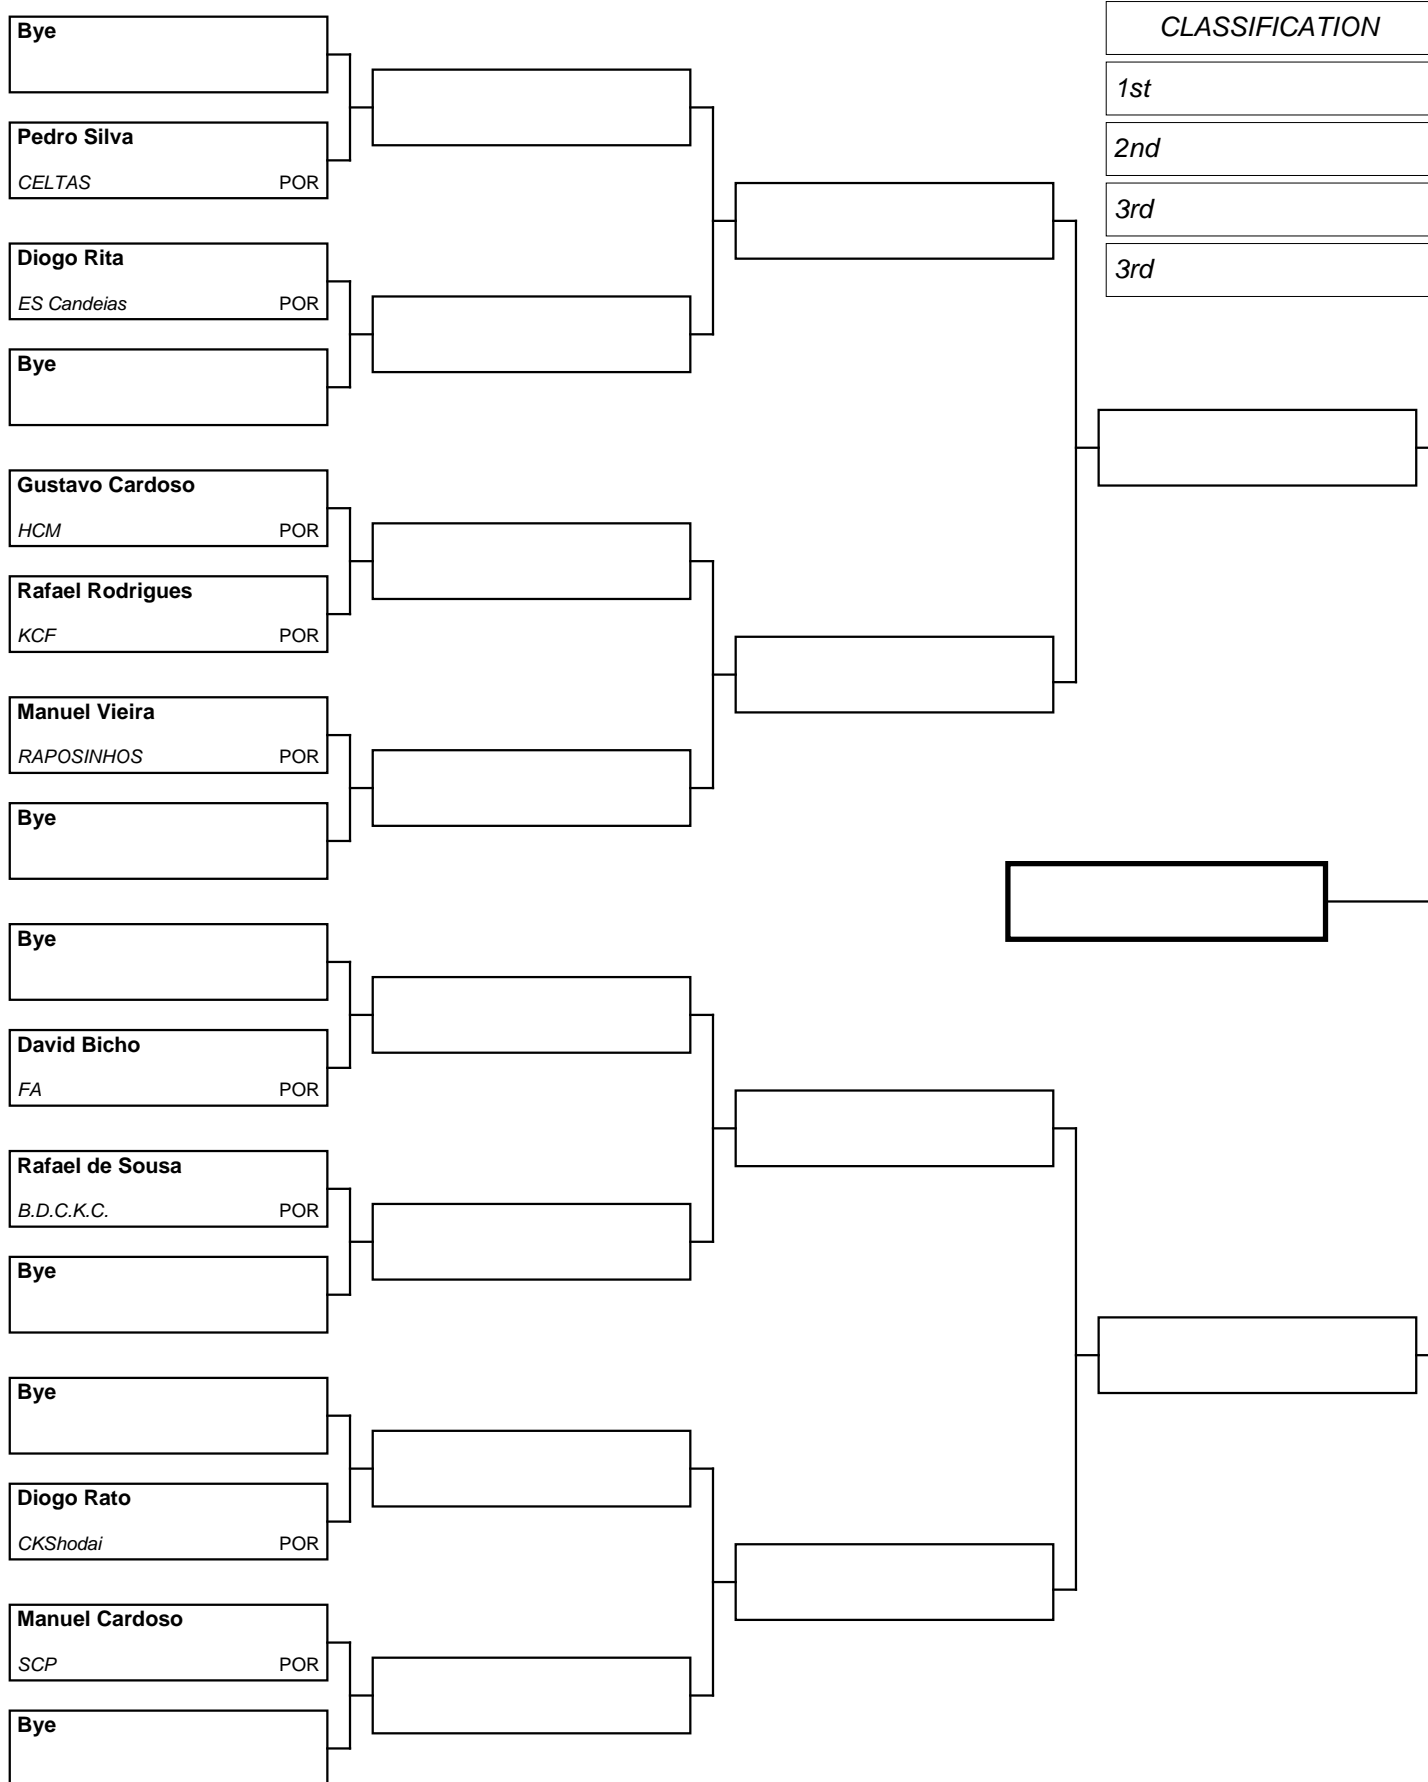 Bye
Pedro Silva
CELTAS POR
Diogo Rita
ES Candeias POR
Bye
Gustavo Cardoso
HCM POR
Rafael Rodrigues
KCF POR
Manuel Vieira
RAPOSINHOS POR
Bye
Bye
David Bicho
FA POR
Rafael de Sousa
B.D.C.K.C. POR
Bye
Bye
Diogo Rato
CKShodai POR
Manuel Cardoso
SCP POR
Bye
CLASSIFICATION
1st
2nd
3rd
3rd